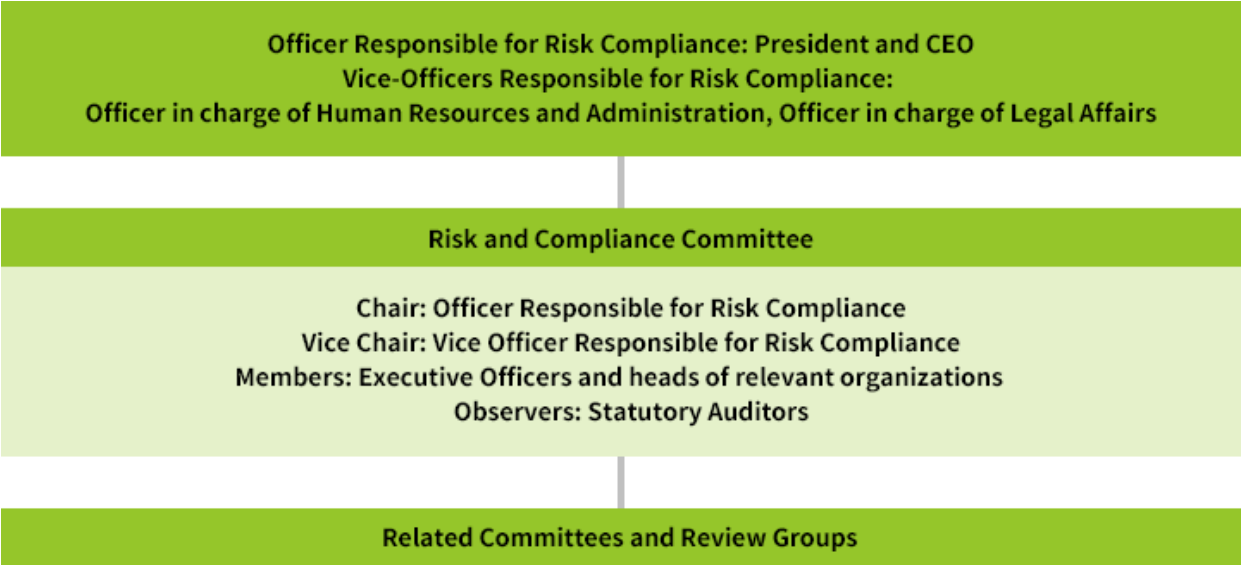 Officer Responsible for Risk Compliance: President and CEO
Vice-Officers Responsible for Risk Compliance:
Officer in charge of Human Resources and Administration, Officer in charge of Legal Affairs
Risk and Compliance Committee
Chair: Officer Responsible for Risk Compliance
Vice Chair: Vice Officer Responsible for Risk Compliance
Members: Executive Officers and heads of relevant organizations
Observers: Statutory Auditors
Related Committees and Review Groups